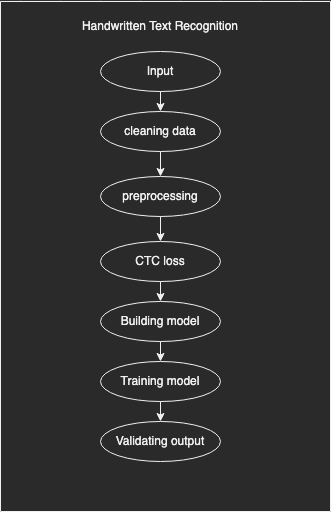 Handwritten Text Recognition
Input
cleaning data
preprocessing
CTC loss
Building model
Training model
Validating output